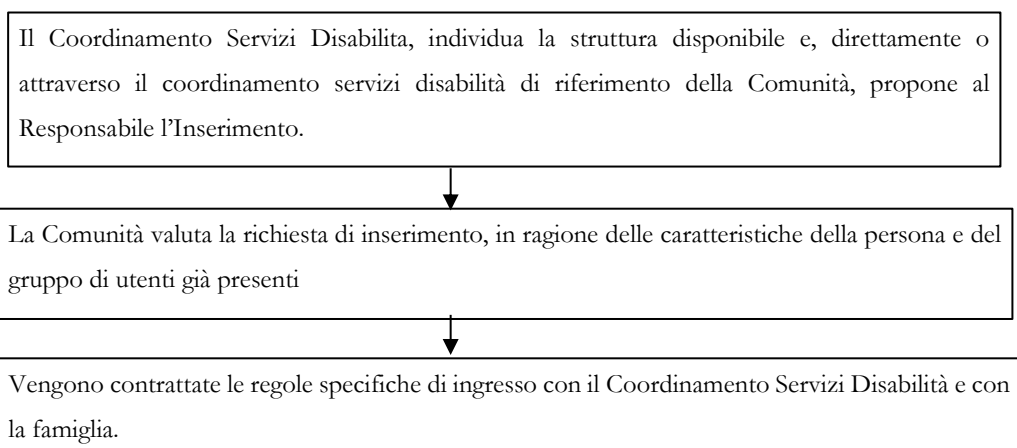 Il Coordinamento Servizi Disabilita, individua la struttura disponibile e, direttamente o
attraverso il coordinamento servizi disabilità di riferimento della Comunità, propone al
Responsabile l’Inserimento.
La Comunità valuta la richiesta di inserimento, in ragione delle caratteristiche della persona e del
gruppo di utenti già presenti
Vengono contrattate le regole specifiche di ingresso con il Coordinamento Servizi Disabilità e con
la famiglia.